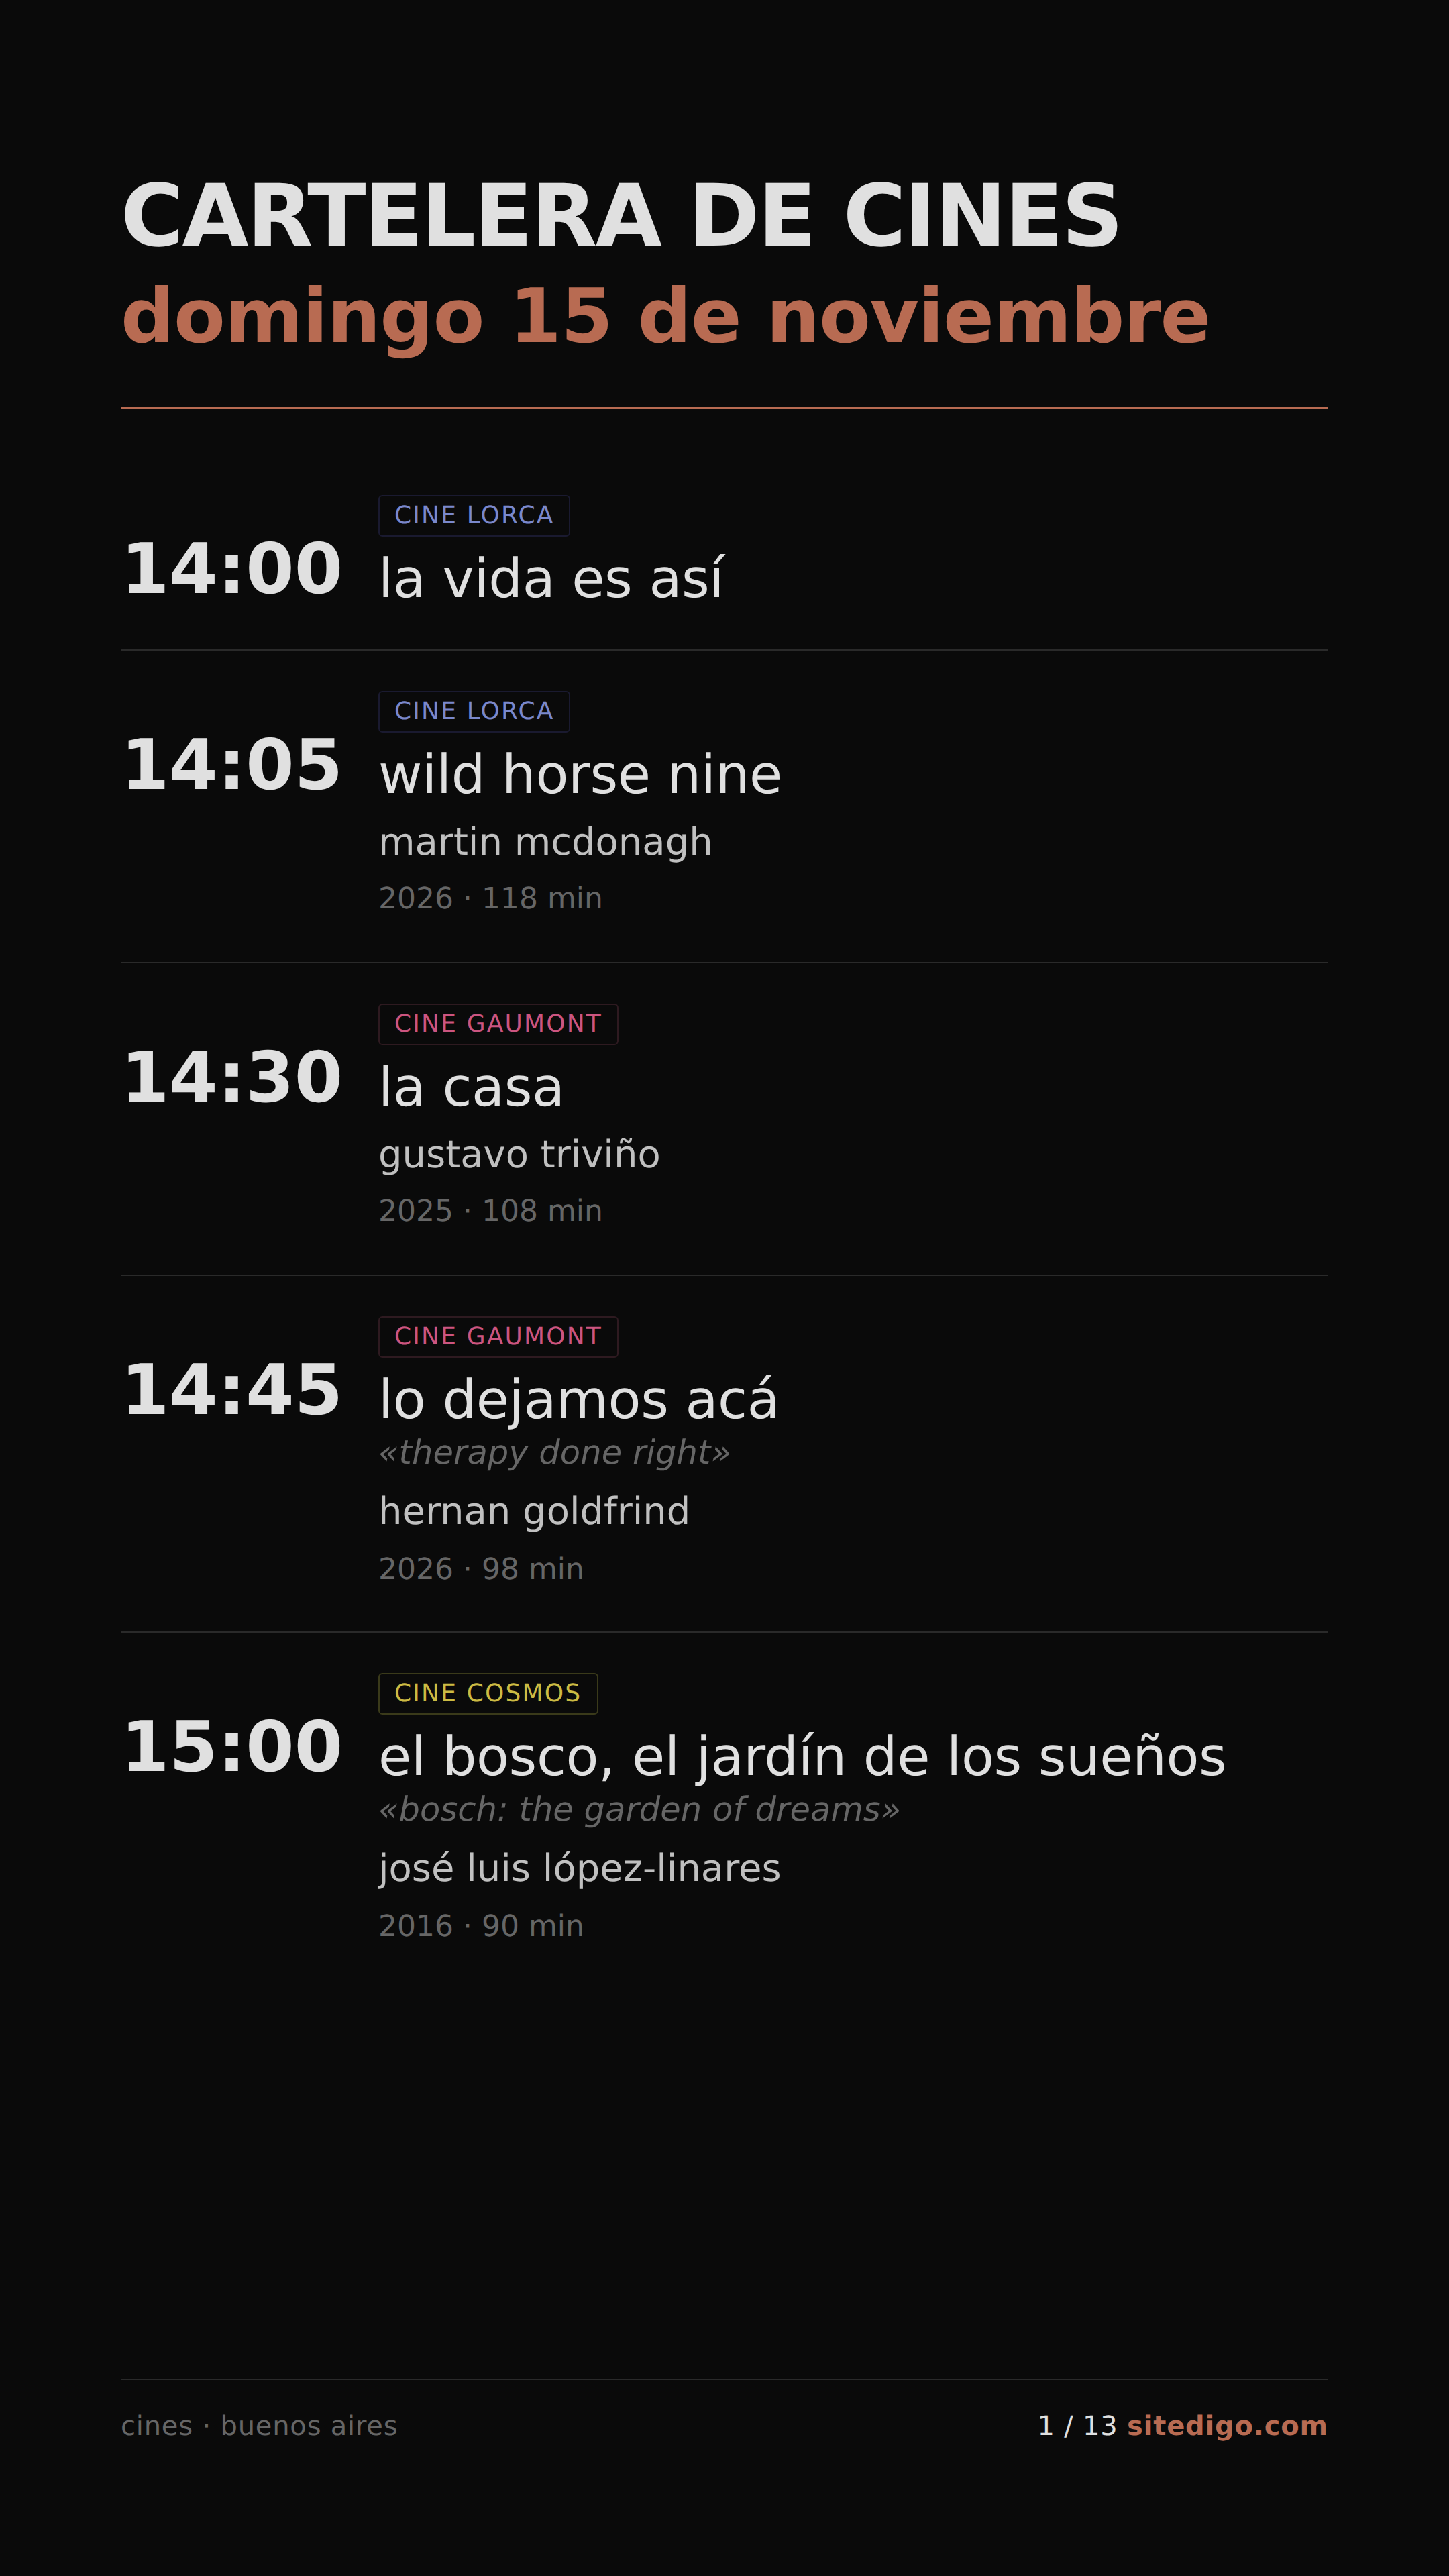 CARTELERA DE CINES
domingo 15 de noviembre
CINE LORCA
14:00 la vida es así
CINE LORCA
14:05 wild horse nine
martin mcdonagh
2026 · 118 min
CINE GAUMONT
14:30 la casa
gustavo triviño
2025 · 108 min
CINE GAUMONT
14:45 lo dejamos acá
«therapy done right»
hernan goldfrind
2026 · 98 min
CINE COSMOS
15:00 el bosco, el jardín de los sueños
«bosch: the garden of dreams»
josé luis lópez-linares
2016 · 90 min
cines · buenos aires 1 / 13 sitedigo.com